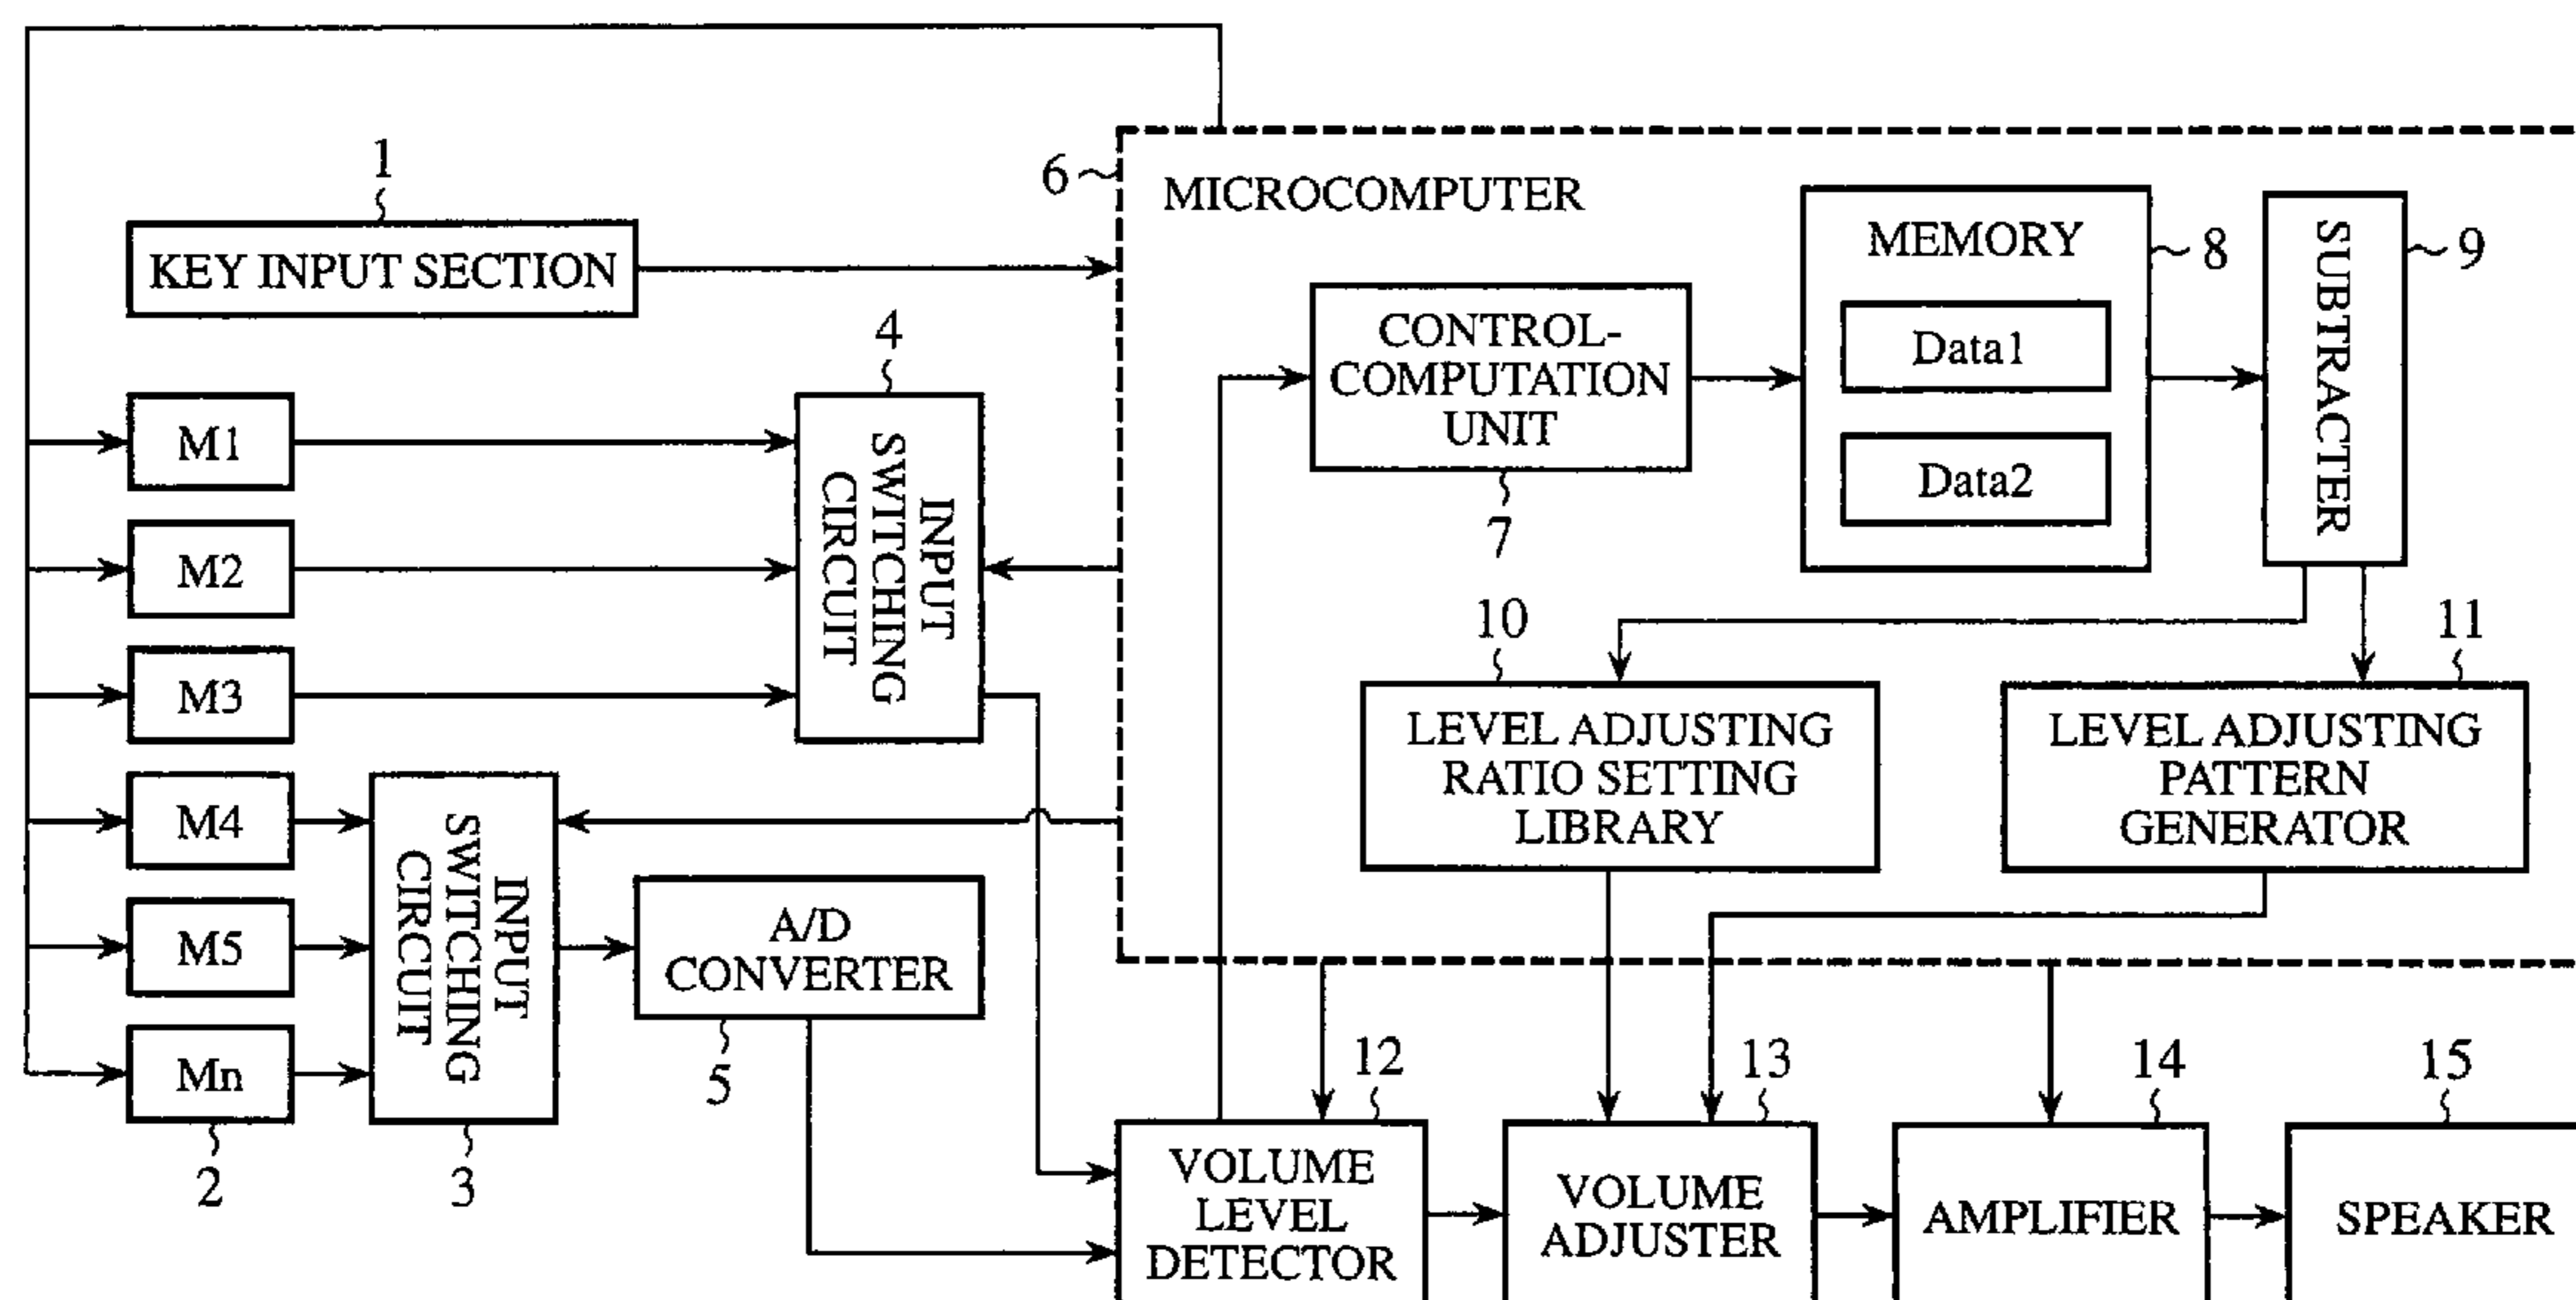 1
KEY INPUT SECTION
M1
M2
M3
M4
M5
Mn
2
INPUT
SWITCHING
CIRCUIT
3
INPUT
SWITCHING
CIRCUIT
4
A/D
CONVERTER
5
6
MICROCOMPUTER
CONTROL-
COMPUTATION
UNIT
7
MEMORY
Data1
Data2
8
SUBTRACTER
9
10
LEVEL ADJUSTING
RATIO SETTING
LIBRARY
11
LEVEL ADJUSTING
PATTERN
GENERATOR
12
VOLUME
LEVEL
DETECTOR
13
VOLUME
ADJUSTER
14
AMPLIFIER
15
SPEAKER